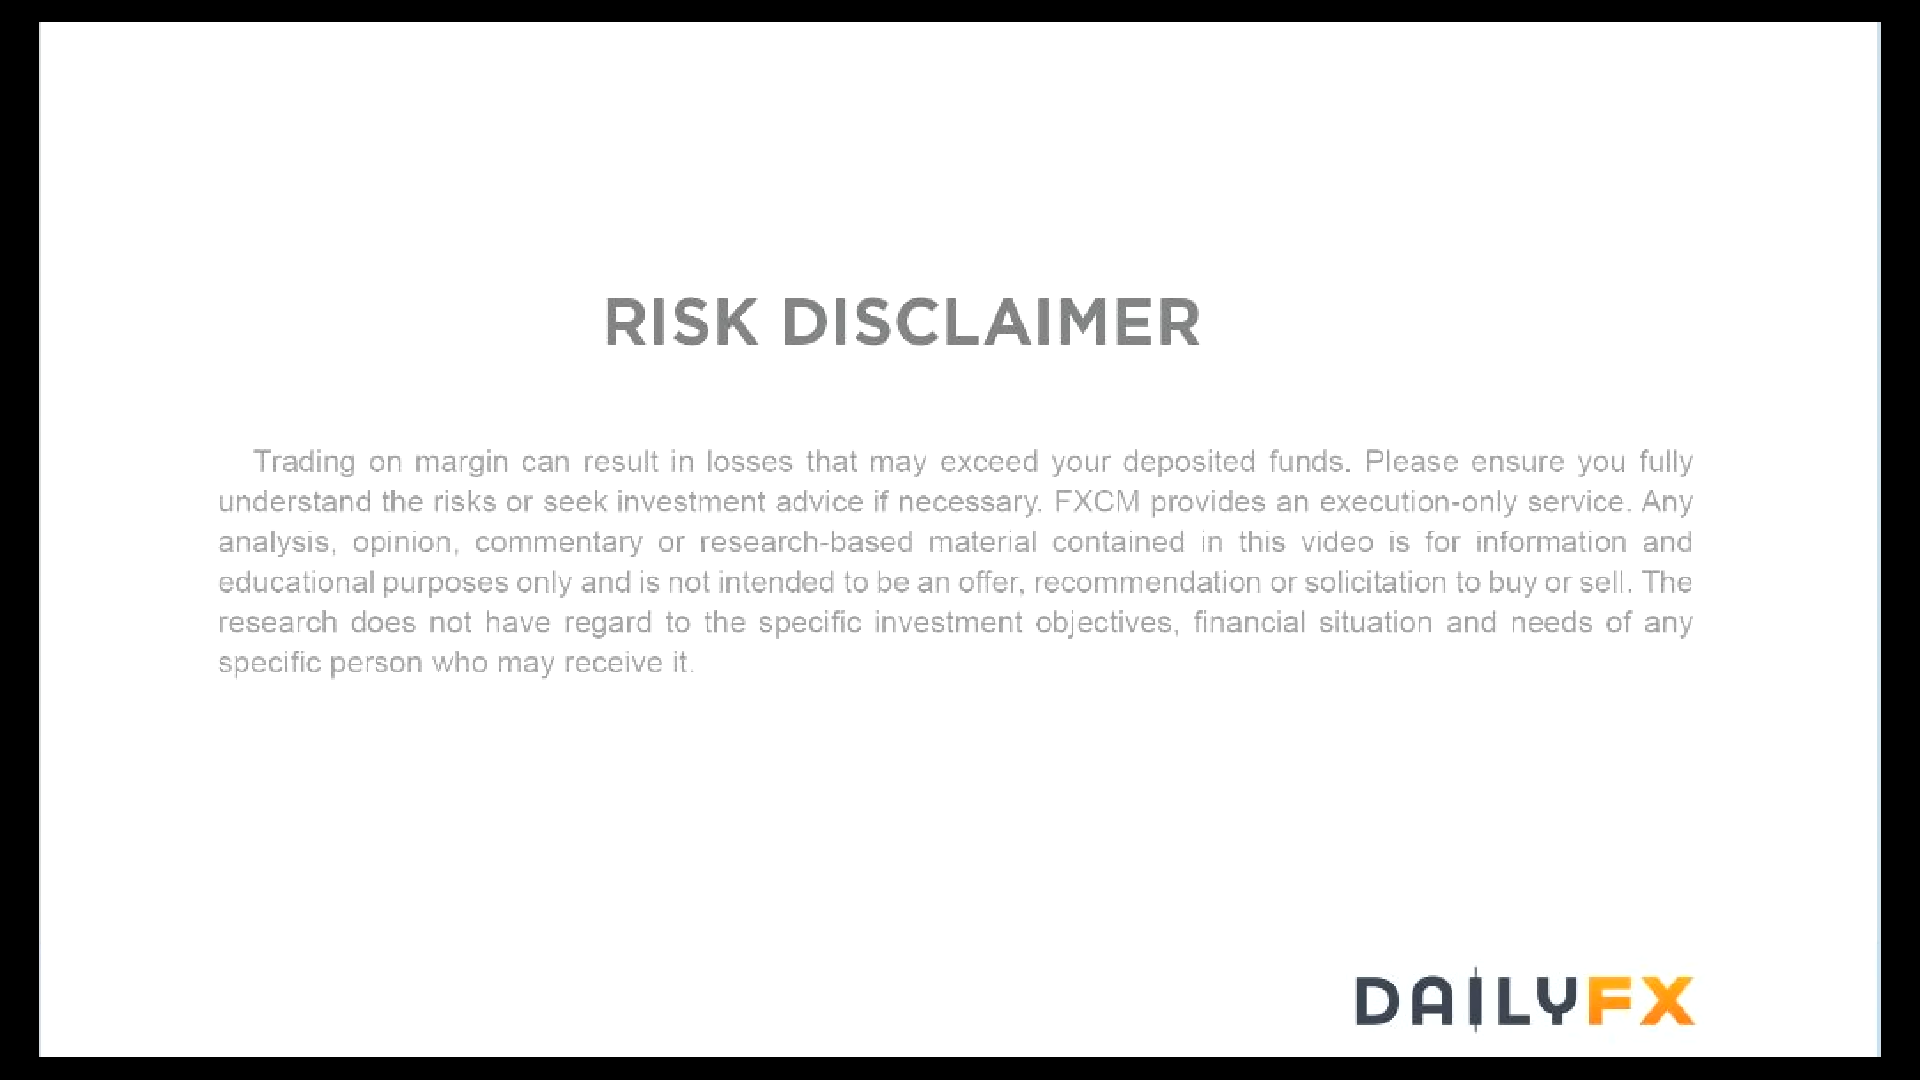 RISK DISCLAIMER
Trading on margin can result in losses that may exceed your deposited funds. Please ensure you fully
understand the risks or seek investment advice if necessary. FXCM provides an execution-only service. Any
analysis, opinion, commentary or research-based material contained in this video is for information and
educational purposes only and is not intended to be an offer, recommendation or solicitation to buy or sell. The
research does not have regard to the specific investment objectives, financial situation and needs of any
specific person who may receive it.
DAILYFX